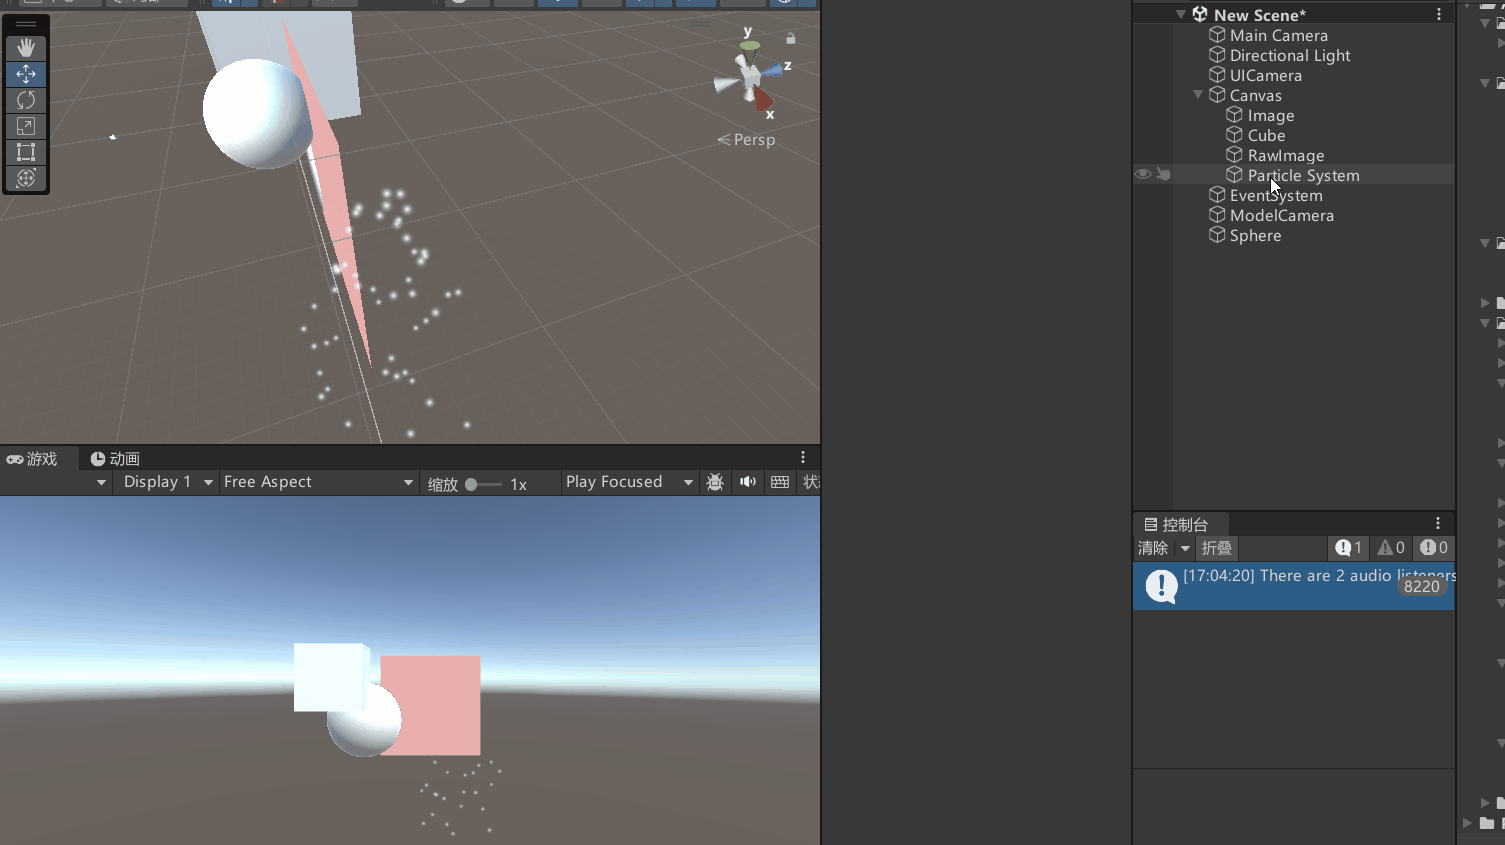 y
z
x
Persp
游戏
动画
Display 1
Free Aspect
缩放
1x
Play Focused
New Scene*
Main Camera
Directional Light
UICamera
Canvas
Image
Cube
RawImage
Particle System
EventSystem
ModelCamera
Sphere
控制台
清除
折叠
1
0
0
[17:04:20] There are 2 audio listeners
8220